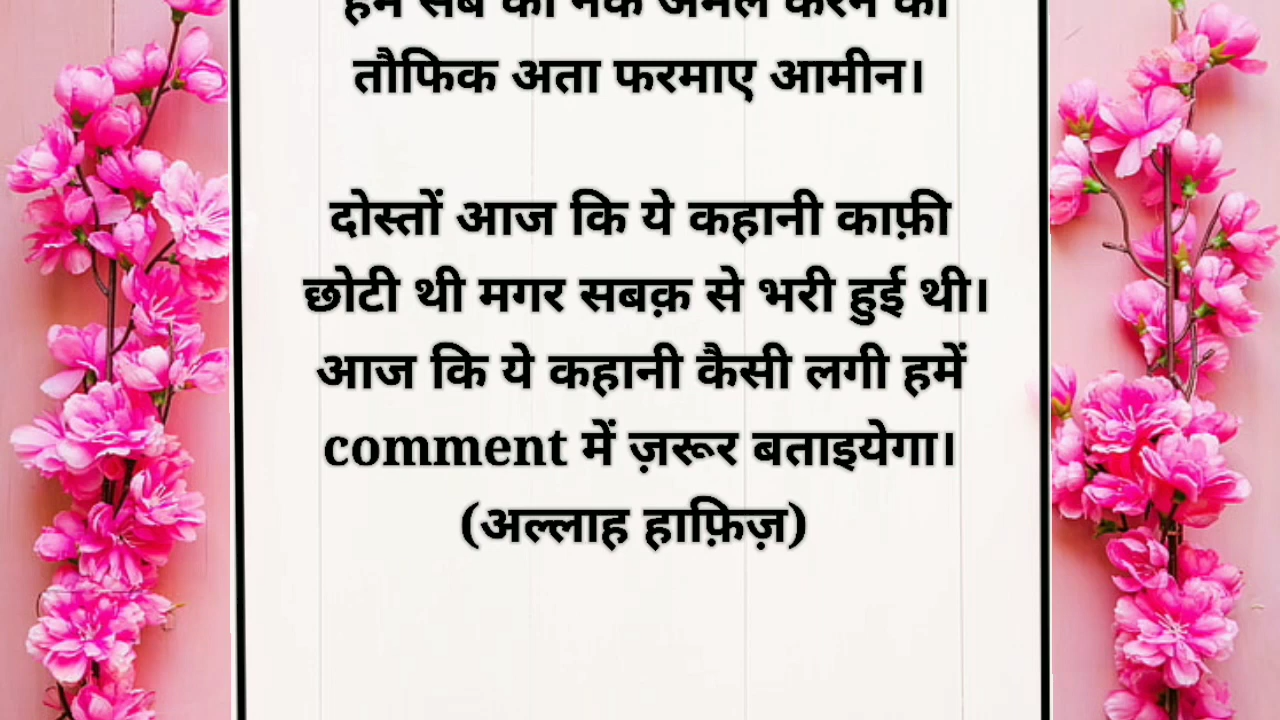 हम सब को नेक अमल करने की
तौफिक अता फरमाए आमीन।
दोस्तों आज कि ये कहानी काफ़ी
छोटी थी मगर सबक़ से भरी हुई थी।
आज कि ये कहानी कैसी लगी हमें
comment में ज़रूर बताइयेगा।
(अल्लाह हाफ़िज़)